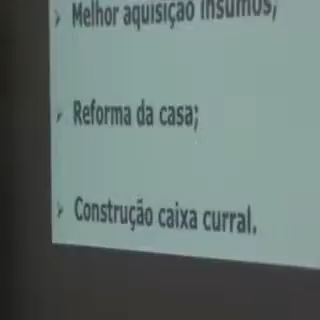 ➢ Melhor aquisição insumos;
➢ Reforma da casa;
➢ Construção caixa curral.